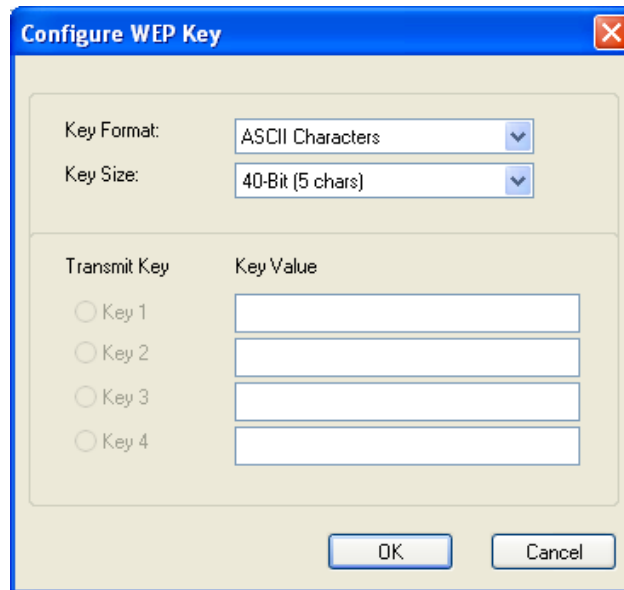 Configure WEP Key
Key Format: ASCII Characters
Key Size: 40-Bit (5 chars)
Transmit Key Key Value
Key 1
Key 2
Key 3
Key 4
OK Cancel